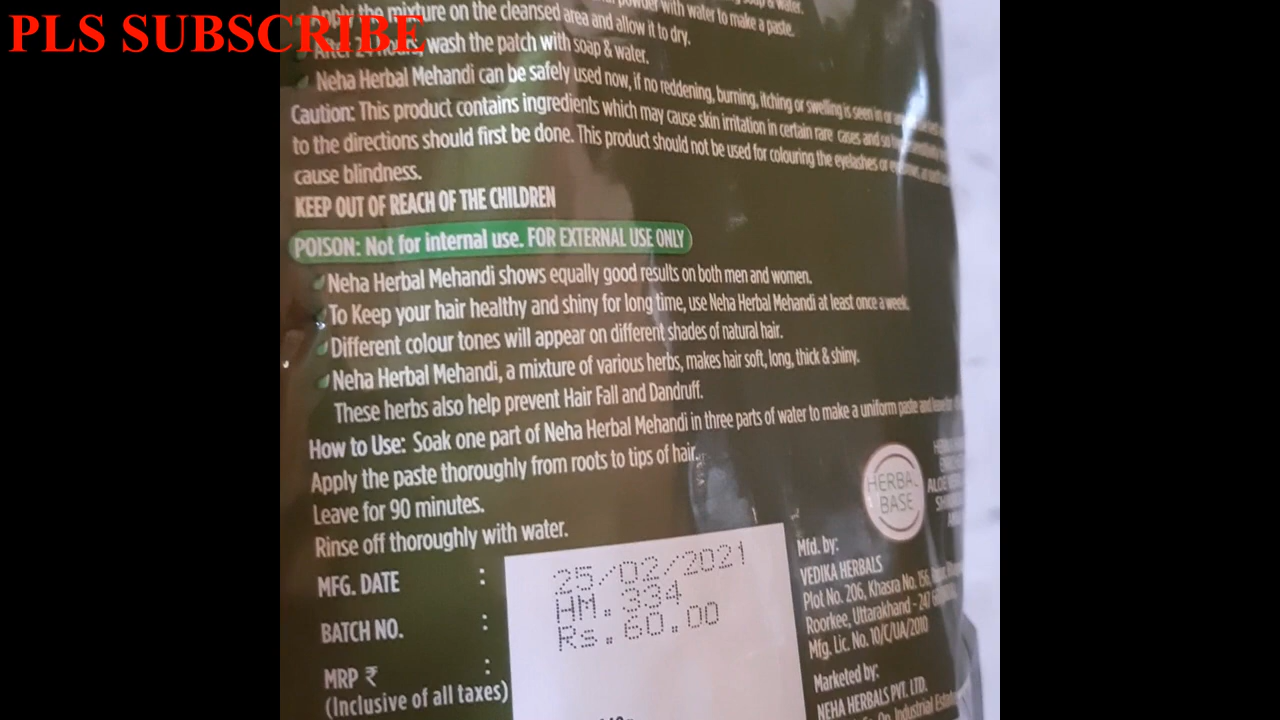 PLS SUBSCRIBE
powder with water to make a paste.
Apply the mixture on the cleansed area and allow it to dry.
After 24 hours, wash the patch with soap & water.
Neha Herbal Mehandi can be safely used now, if no reddening, burning, itching or swelling is seen in or
Caution: This product contains ingredients which may cause skin irritation in certain rare cases and so
to the directions should first be done. This product should not be used for colouring the eyelashes or
cause blindness.
KEEP OUT OF REACH OF THE CHILDREN
POISON: Not for internal use. FOR EXTERNAL USE ONLY
Neha Herbal Mehandi shows equally good results on both men and women.
To Keep your hair healthy and shiny for long time, use Neha Herbal Mehandi at least once a week.
Different colour tones will appear on different shades of natural hair.
Neha Herbal Mehandi, a mixture of various herbs, makes hair soft, long, thick & shiny.
These herbs also help prevent Hair Fall and Dandruff.
How to Use: Soak one part of Neha Herbal Mehandi in three parts of water to make a uniform paste and
Apply the paste thoroughly from roots to tips of hair.
Leave for 90 minutes.
Rinse off thoroughly with water.
HERBAL
BASE
MFG. DATE : 25/02/2021
BATCH NO. : HM.334
MRP ₹ : Rs.60.00
(Inclusive of all taxes)
Mfd. by:
VEDIKA HERBALS
Plot No. 206, Khasra No. 156,
Roorkee, Uttarakhand - 247
Mfg. Lic. No. 10/C/UA/2010
Marketed by:
NEHA HERBALS PVT. LTD.
Industrial